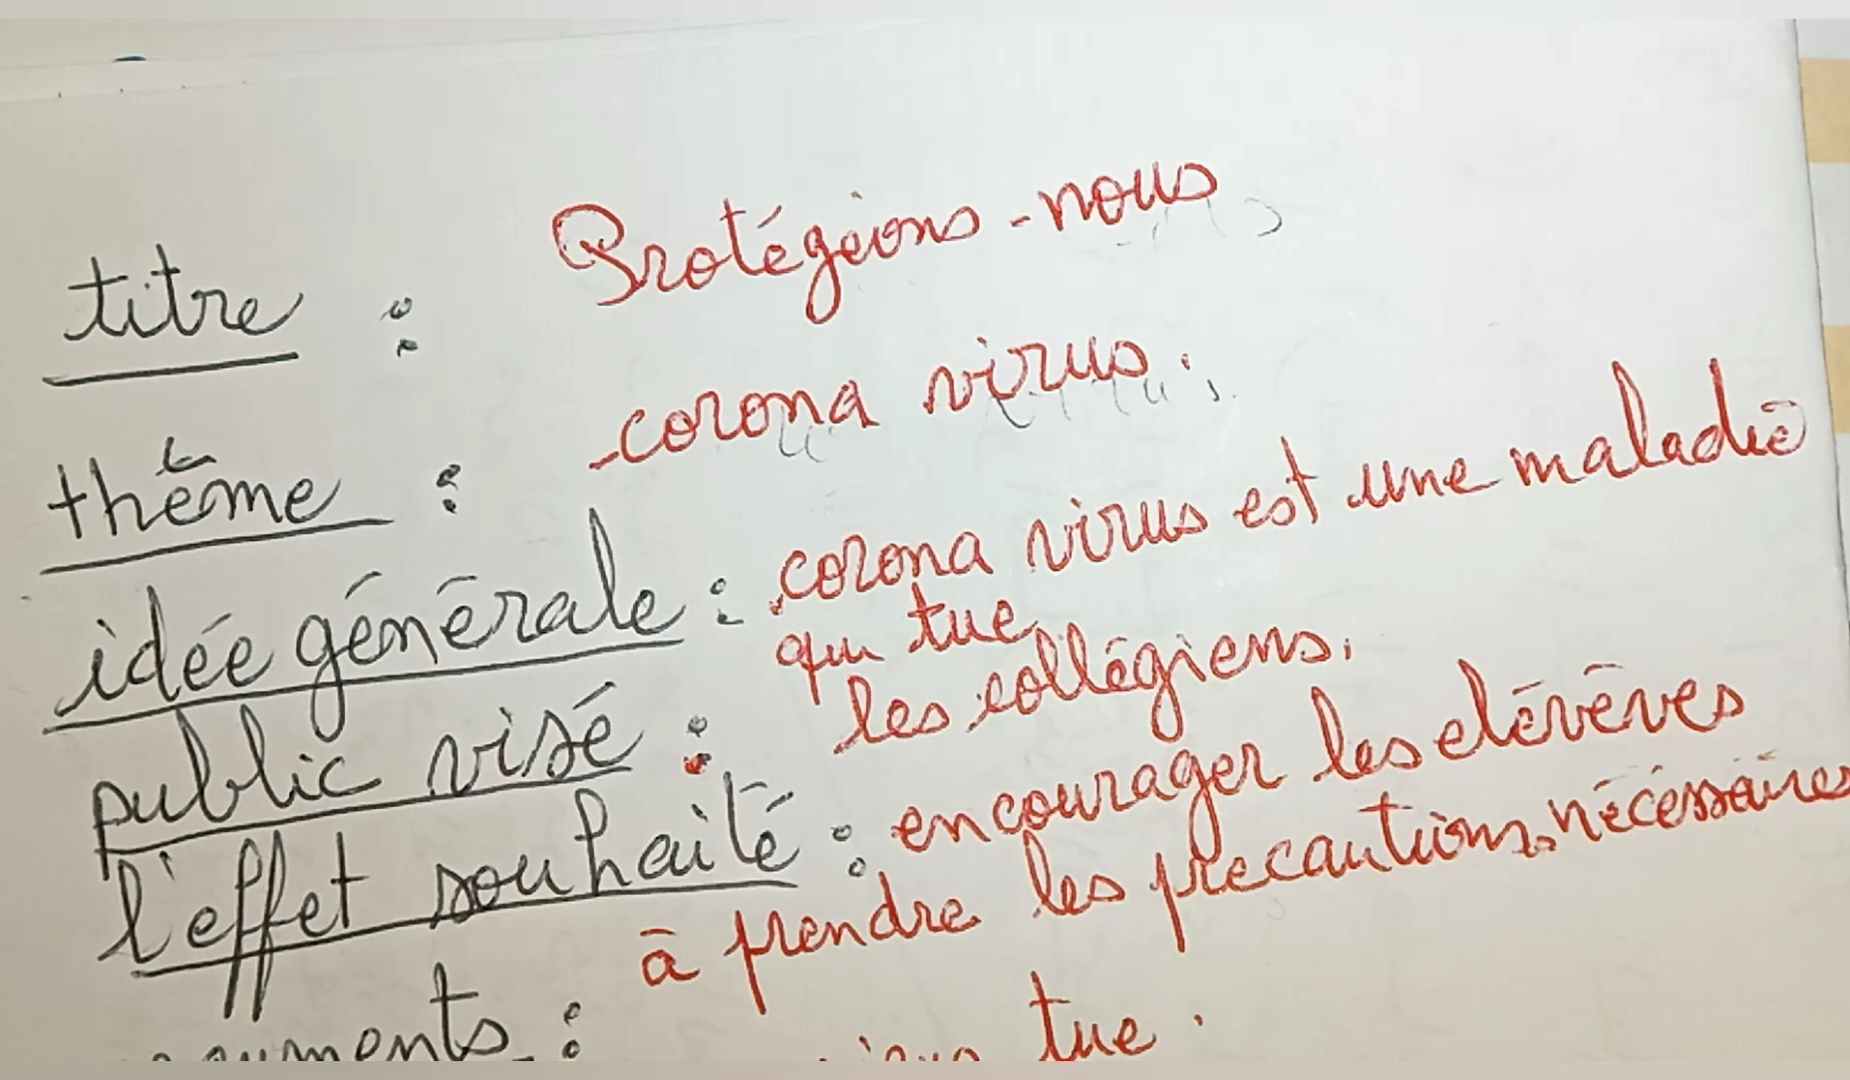 titre : Protégeons-nous
thème : -corona virus.
idée générale : corona virus est une maladie
qui tue
public visé : les collégiens.
l'effet souhaité : encourager les elévèves
à prendre les précautions nécessaires
tue.